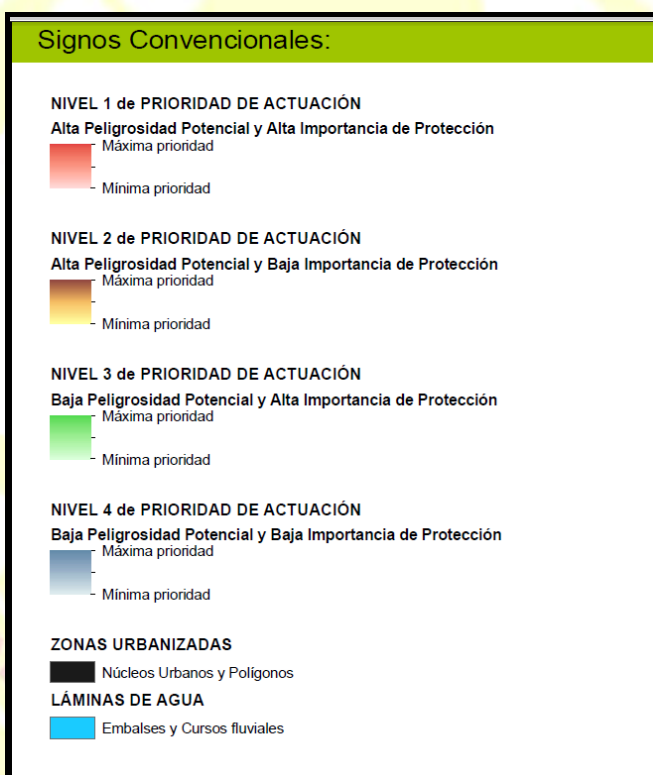 Signos Convencionales:
NIVEL 1 de PRIORIDAD DE ACTUACIÓN
Alta Peligrosidad Potencial y Alta Importancia de Protección
Máxima prioridad
Mínima prioridad
NIVEL 2 de PRIORIDAD DE ACTUACIÓN
Alta Peligrosidad Potencial y Baja Importancia de Protección
Máxima prioridad
Mínima prioridad
NIVEL 3 de PRIORIDAD DE ACTUACIÓN
Baja Peligrosidad Potencial y Alta Importancia de Protección
Máxima prioridad
Mínima prioridad
NIVEL 4 de PRIORIDAD DE ACTUACIÓN
Baja Peligrosidad Potencial y Baja Importancia de Protección
Máxima prioridad
Mínima prioridad
ZONAS URBANIZADAS
Núcleos Urbanos y Polígonos
LÁMINAS DE AGUA
Embalses y Cursos fluviales